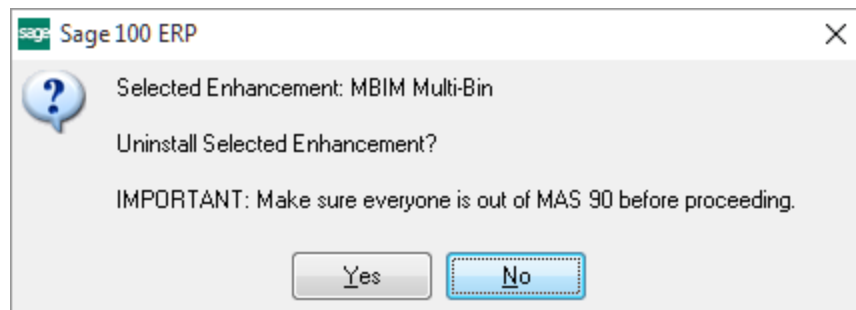 sage Sage 100 ERP
Selected Enhancement: MBIM Multi-Bin
Uninstall Selected Enhancement?
IMPORTANT: Make sure everyone is out of MAS 90 before proceeding.
Yes No